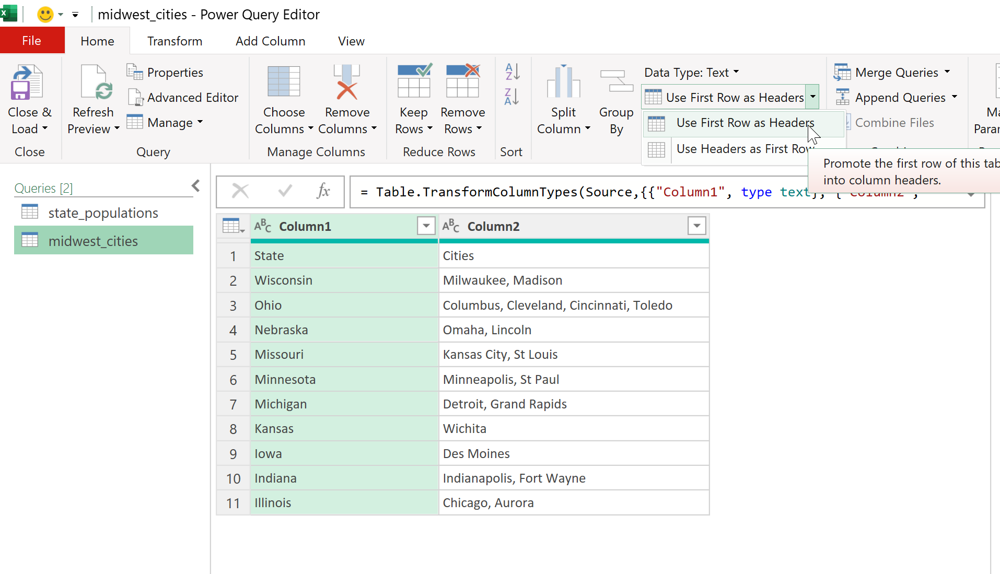 midwest_cities - Power Query Editor
File Home Transform Add Column View
Close & Load
Refresh Preview
Properties
Advanced Editor
Manage
Choose Columns
Remove Columns
Keep Rows
Remove Rows
A Z
Z A
Split Column
Group By
Data Type: Text
Use First Row as Headers
Use First Row as Headers
Use Headers as First Row
Merge Queries
Append Queries
Combine Files
Close Query Manage Columns Reduce Rows Sort
Promote the first row of this tab
into column headers.
Queries [2]
state_populations
midwest_cities
fx = Table.TransformColumnTypes(Source,{{"Column1", type text}, {"Column2",
ABC Column1 ABC Column2
1 State Cities
2 Wisconsin Milwaukee, Madison
3 Ohio Columbus, Cleveland, Cincinnati, Toledo
4 Nebraska Omaha, Lincoln
5 Missouri Kansas City, St Louis
6 Minnesota Minneapolis, St Paul
7 Michigan Detroit, Grand Rapids
8 Kansas Wichita
9 Iowa Des Moines
10 Indiana Indianapolis, Fort Wayne
11 Illinois Chicago, Aurora